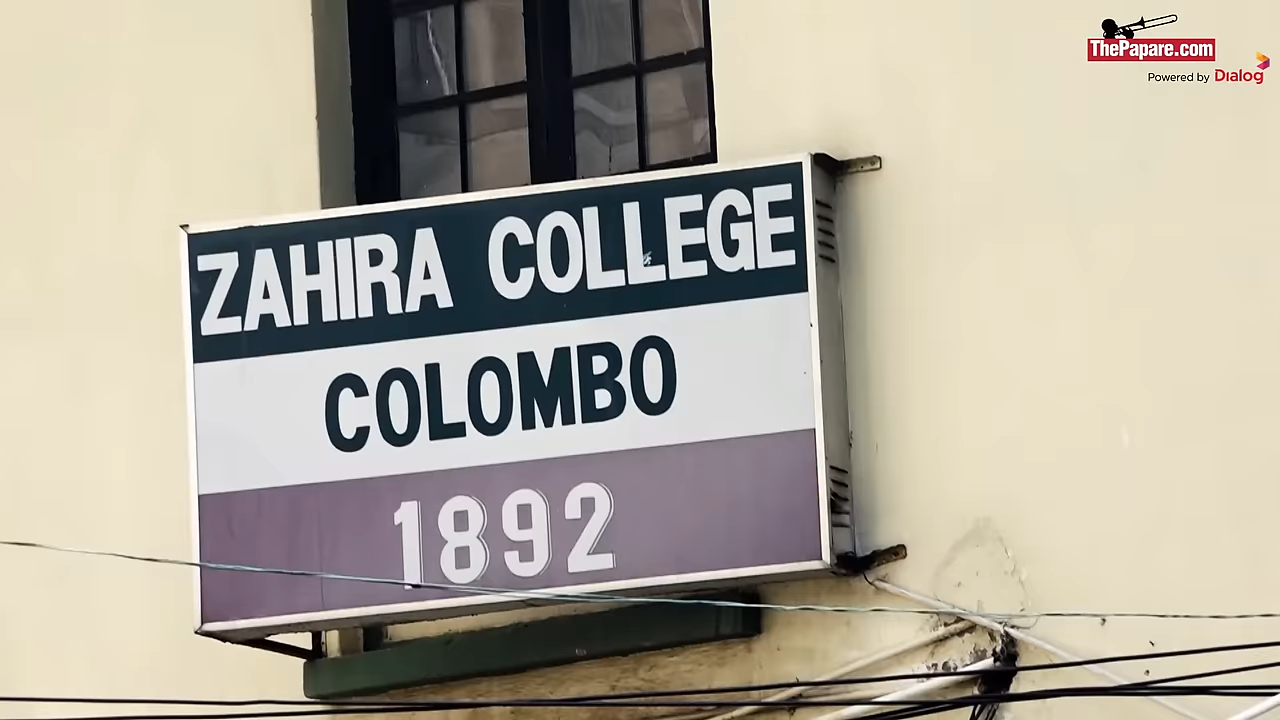 ThePapare.com
Powered by Dialog
ZAHIRA COLLEGE
COLOMBO
1892